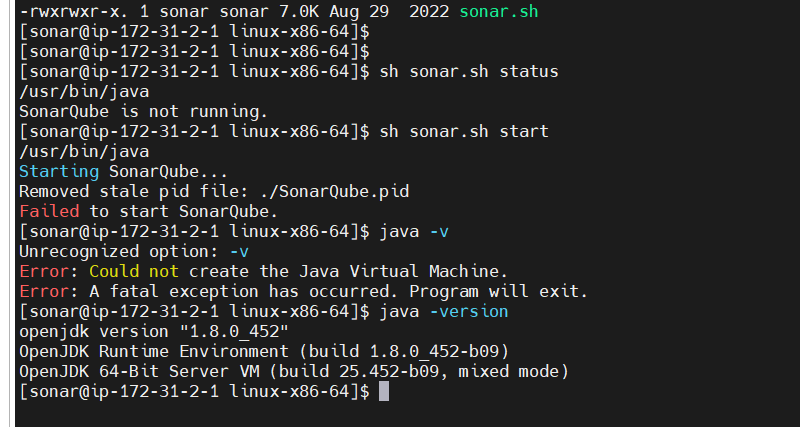 -rwxrwxr-x. 1 sonar sonar 7.0K Aug 29  2022 sonar.sh
[sonar@ip-172-31-2-1 linux-x86-64]$
[sonar@ip-172-31-2-1 linux-x86-64]$
[sonar@ip-172-31-2-1 linux-x86-64]$ sh sonar.sh status
/usr/bin/java
SonarQube is not running.
[sonar@ip-172-31-2-1 linux-x86-64]$ sh sonar.sh start
/usr/bin/java
Starting SonarQube...
Removed stale pid file: ./SonarQube.pid
Failed to start SonarQube.
[sonar@ip-172-31-2-1 linux-x86-64]$ java -v
Unrecognized option: -v
Error: Could not create the Java Virtual Machine.
Error: A fatal exception has occurred. Program will exit.
[sonar@ip-172-31-2-1 linux-x86-64]$ java -version
openjdk version "1.8.0_452"
OpenJDK Runtime Environment (build 1.8.0_452-b09)
OpenJDK 64-Bit Server VM (build 25.452-b09, mixed mode)
[sonar@ip-172-31-2-1 linux-x86-64]$